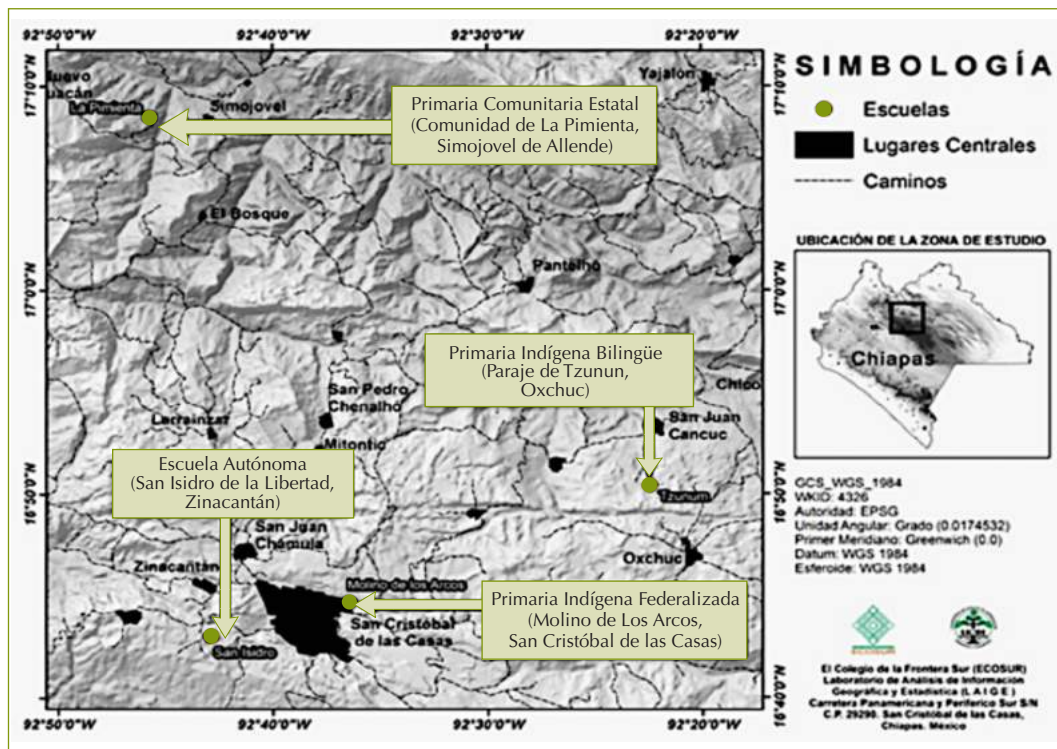 92°50'0"W
92°40'0"W
92°30'0"W
92°20'0"W
17°10'0"N
17°0'0"N
16°50'0"N
16°40'0"N
17°10'0"N
17°0'0"N
16°50'0"N
16°40'0"N
La Pimienta
Simojovel
Yajalón
Primaria Comunitaria Estatal
(Comunidad de La Pimienta,
Simojovel de Allende)
El Bosque
Pantelhó
Primaria Indígena Bilingüe
(Paraje de Tzunun,
Oxchuc)
San Pedro
Chenalhó
Larrainzar
Mitontic
San Juan
Cancuc
Escuela Autónoma
(San Isidro de la Libertad,
Zinacantán)
Tzunum
San Juan
Chamula
Oxchuc
Zinacantán
Molino de los Arcos
San Cristóbal
de las Casas
Primaria Indígena Federalizada
(Molino de Los Arcos,
San Cristóbal de las Casas)
San Isidro
92°50'0"W
92°40'0"W
92°30'0"W
92°20'0"W
SIMBOLOGÍA
Escuelas
Lugares Centrales
Caminos
UBICACIÓN DE LA ZONA DE ESTUDIO
Chiapas
GCS_WGS_1984
WKID: 4326
Autoridad: EPSG
Unidad Angular: Grado (0.0174532)
Primer Meridiano: Greenwich (0.0)
Datum: WGS 1984
Esferoide: WGS 1984
ECOSUR
El Colegio de la Frontera Sur (ECOSUR)
Laboratorio de Análisis de Información
Geográfica y Estadística (L A I G E )
Carretera Panamericana y Periferico Sur S/N
C.P. 29290. San Cristóbal de las Casas,
Chiapas. México